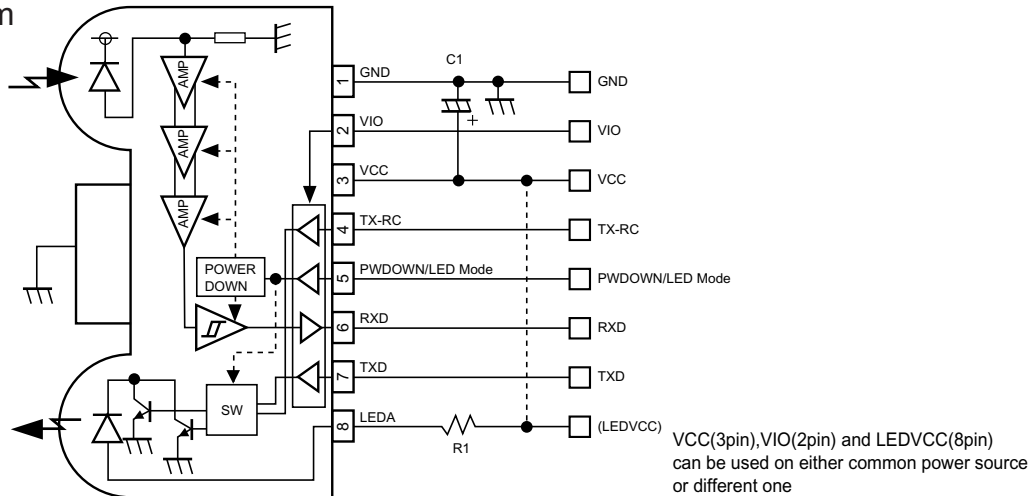 m
AMP
AMP
AMP
POWER
DOWN
SW
1 GND
2 VIO
3 VCC
4 TX-RC
5 PWDOWN/LED Mode
6 RXD
7 TXD
8 LEDA
C1
+
R1
GND
VIO
VCC
TX-RC
PWDOWN/LED Mode
RXD
TXD
(LEDVCC)
VCC(3pin),VIO(2pin) and LEDVCC(8pin)
can be used on either common power source
or different one